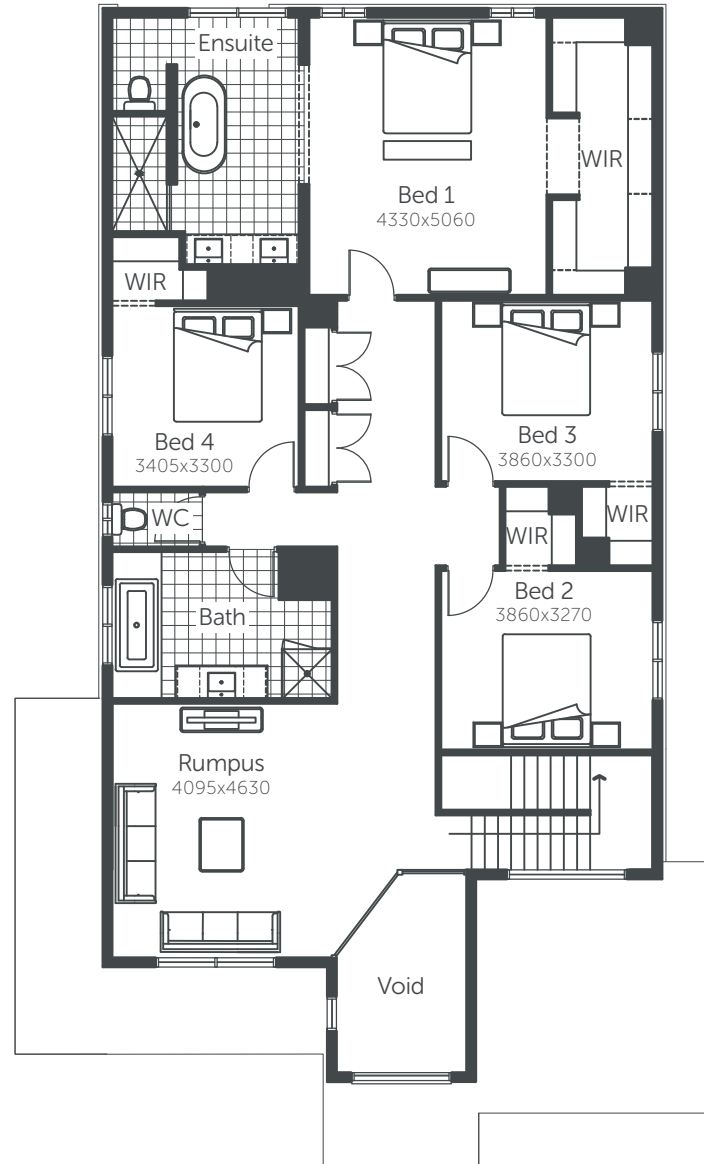 Ensuite
WIR
Bed 1
4330x5060
WIR
Bed 4
3405x3300
Bed 3
3860x3300
WC
WIR
WIR
Bed 2
3860x3270
Bath
Rumpus
4095x4630
Void